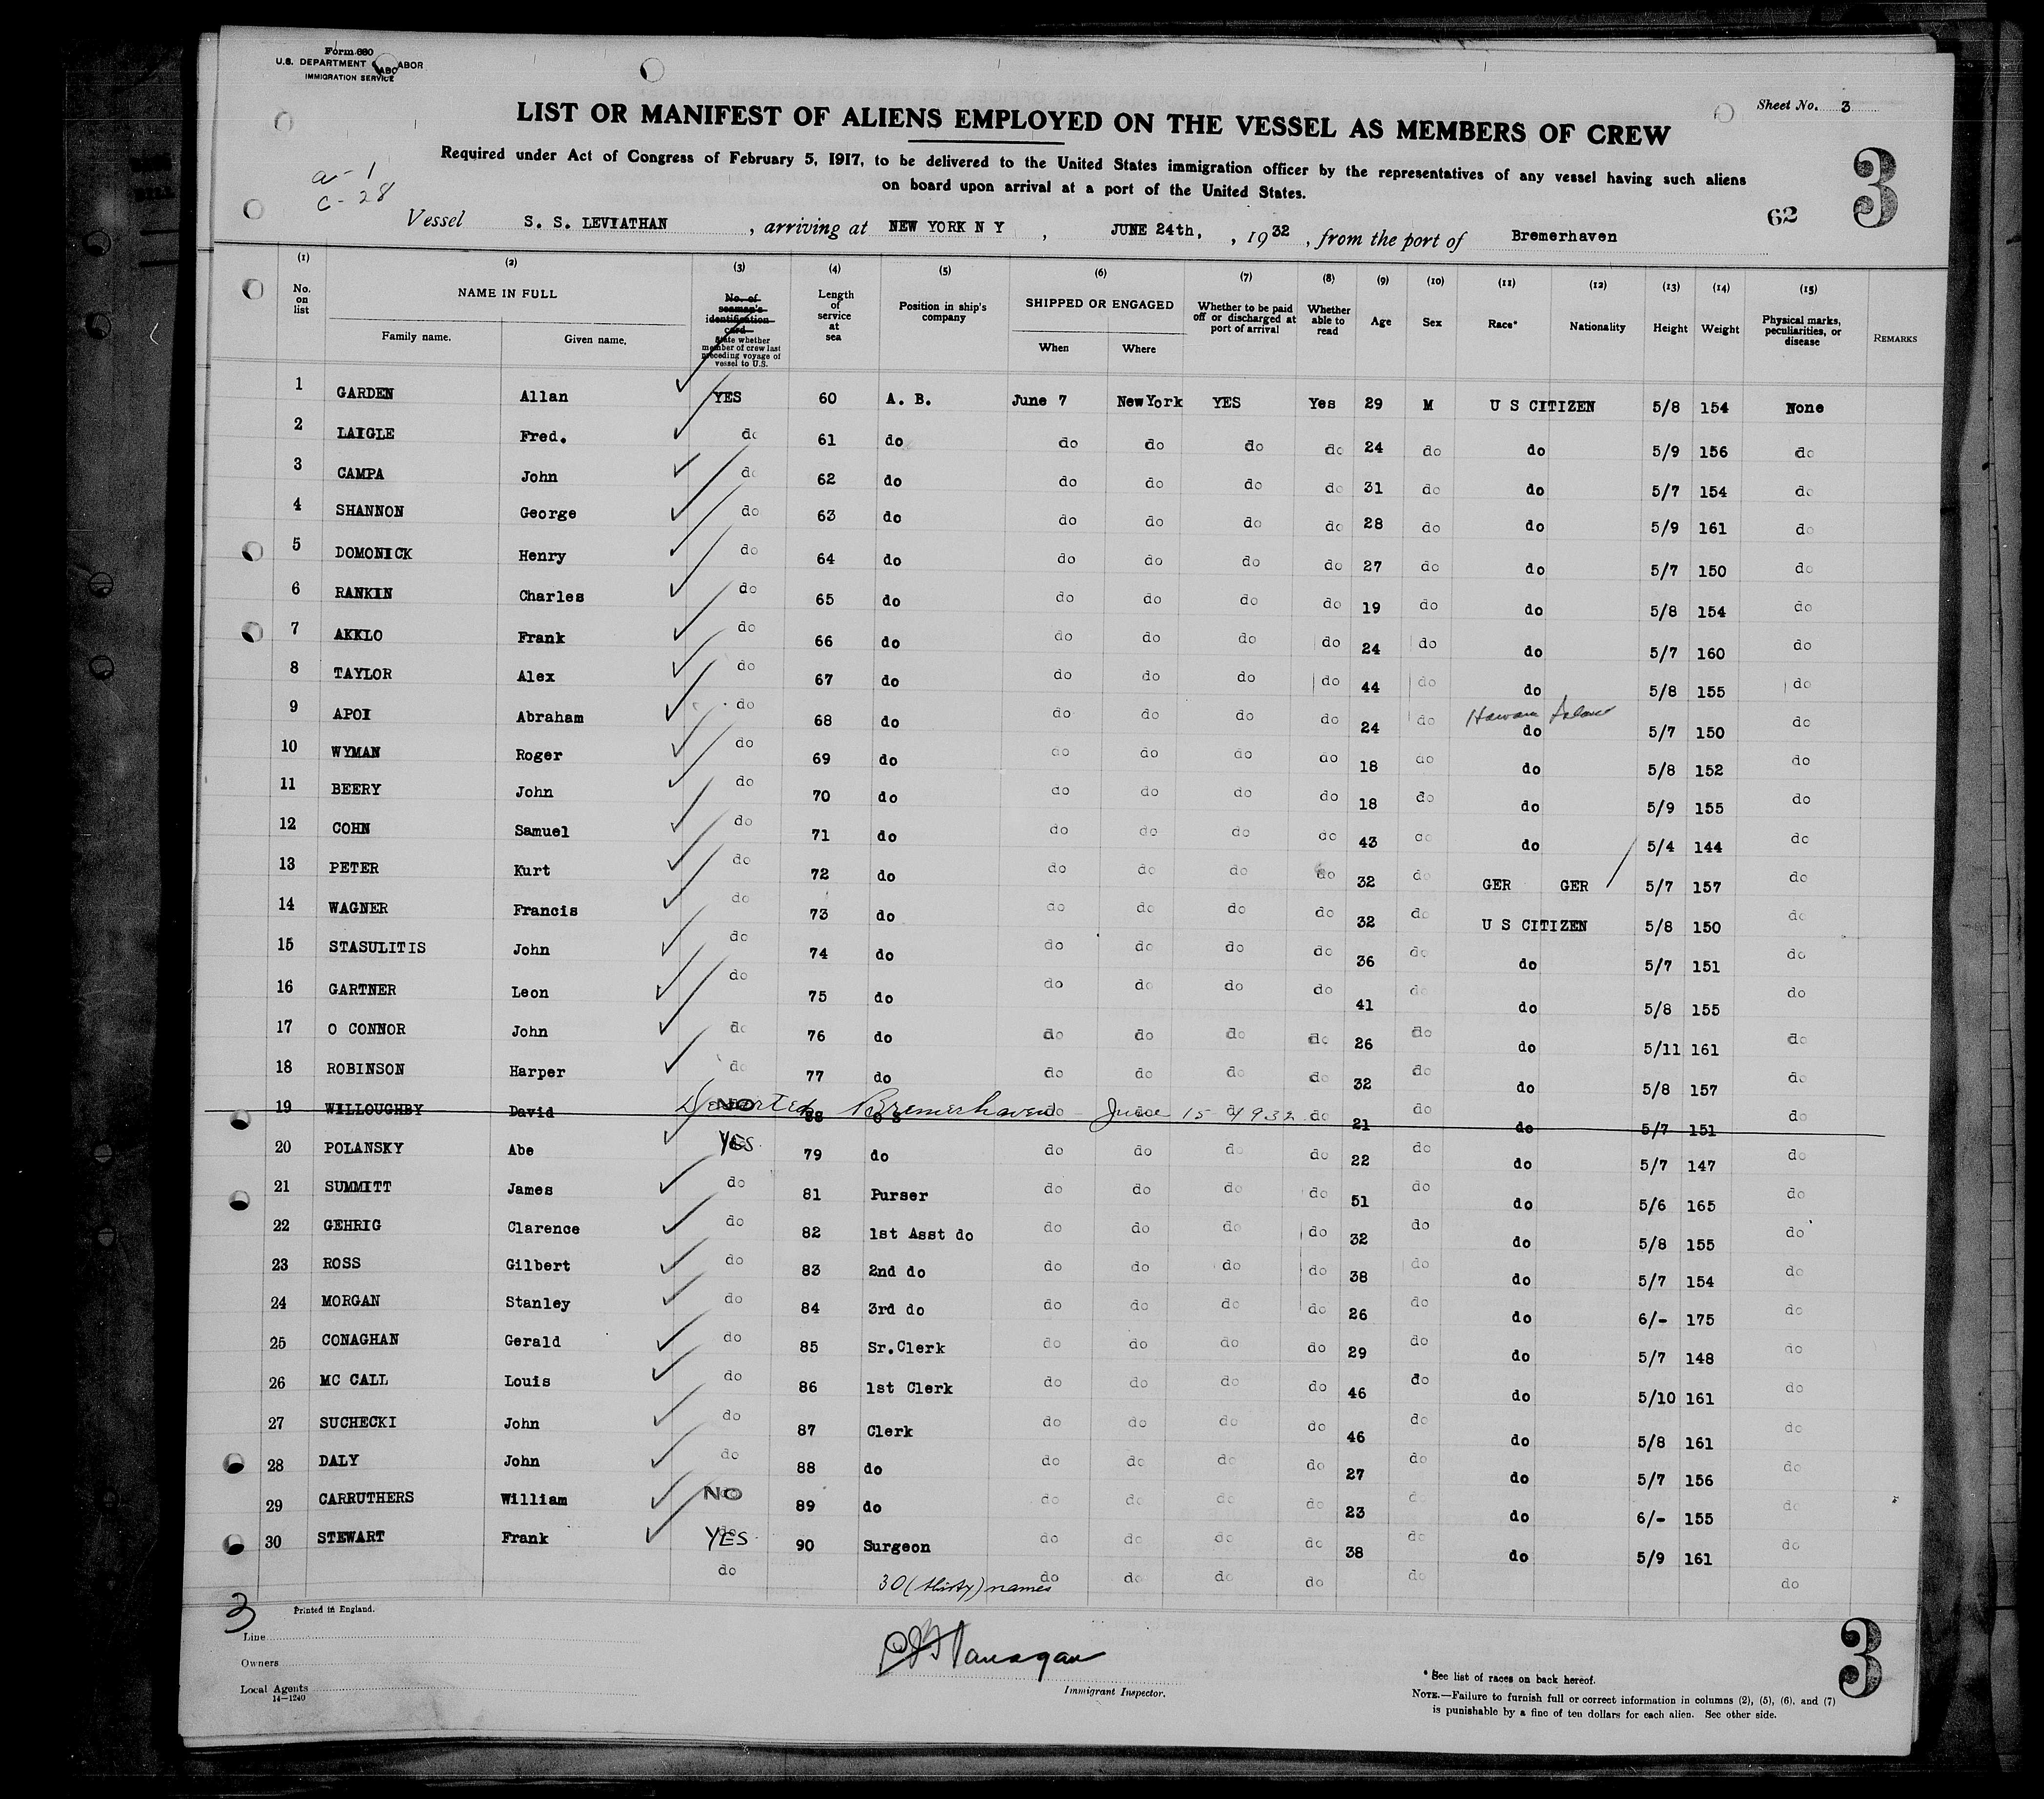 Form 680
U.S. DEPARTMENT LABOR
IMMIGRATION SERVICE
Sheet No. 3
LIST OR MANIFEST OF ALIENS EMPLOYED ON THE VESSEL AS MEMBERS OF CREW
Required under Act of Congress of February 5, 1917, to be delivered to the United States immigration officer by the representatives of any vessel having such aliens
on board upon arrival at a port of the United States.
3
a- 1
c- 28
62
Vessel S. S. LEVIATHAN, arriving at NEW YORK N Y, JUNE 24th, , 1932, from the port of Bremerhaven
(1) (2) (3) (4) (5) (6) (7) (8) (9) (10) (11) (12) (13) (14) (15)
No. on list
NAME IN FULL
Family name. Given name.
No. of seaman's identification card
State whether member of crew last preceding voyage of vessel to U.S.
Length of service at sea
Position in ship's company
SHIPPED OR ENGAGED
When Where
Whether to be paid off or discharged at port of arrival
Whether able to read
Age Sex Race* Nationality Height Weight
Physical marks, peculiarities, or disease
REMARKS
1 GARDEN Allan YES 60 A. B. June 7 NewYork YES Yes 29 M U S CITIZEN 5/8 154 None
2 LAIGLE Fred. do 61 do do do do do 24 do do 5/9 156 do
3 CAMPA John do 62 do do do do do 31 do do 5/7 154 do
4 SHANNON George do 63 do do do do do 28 do do 5/9 161 do
5 DOMONICK Henry do 64 do do do do do 27 do do 5/7 150 do
6 RANKIN Charles do 65 do do do do do 19 do do 5/8 154 do
7 AKKLO Frank do 66 do do do do do 24 do do 5/7 160 do
8 TAYLOR Alex do 67 do do do do do 44 do do 5/8 155 do
9 APOI Abraham do 68 do do do do do 24 do do 5/7 150 do
10 WYMAN Roger do 69 do do do do do 18 do do 5/8 152 do
11 BEERY John do 70 do do do do do 18 do do 5/9 155 do
12 COHN Samuel do 71 do do do do do 43 do do 5/4 144 do
13 PETER Kurt do 72 do do do do do 32 do GER GER 5/7 157 do
14 WAGNER Francis do 73 do do do do do 32 do U S CITIZEN 5/8 150 do
15 STASULITIS John do 74 do do do do do 36 do do 5/7 151 do
16 GARTNER Leon do 75 do do do do do 41 do do 5/8 155 do
17 O CONNOR John do 76 do do do do do 26 do do 5/11 161 do
18 ROBINSON Harper do 77 do do do do do 32 do do 5/8 157 do
19 WILLOUGHBY David NO Deserted Bremerhaven - June 15 - 1932 O S do do do do 21 do do 5/7 151 do
20 POLANSKY Abe YES 79 do do do do do 22 do do 5/7 147 do
21 SUMMITT James do 81 Purser do do do do 51 do do 5/6 165 do
22 GEHRIG Clarence do 82 1st Asst do do do do do 32 do do 5/8 155 do
23 ROSS Gilbert do 83 2nd do do do do do 38 do do 5/7 154 do
24 MORGAN Stanley do 84 3rd do do do do do 26 do do 6/- 175 do
25 CONAGHAN Gerald do 85 Sr.Clerk do do do do 29 do do 5/7 148 do
26 MC CALL Louis do 86 1st Clerk do do do do 46 do do 5/10 161 do
27 SUCHECKI John do 87 Clerk do do do do 46 do do 5/8 161 do
28 DALY John do 88 do do do do do 27 do do 5/7 156 do
29 CARRUTHERS William NO 89 do do do do do 23 do do 6/- 155 do
30 STEWART Frank YES 90 Surgeon do do do do 38 do do 5/9 161 do
do 30 (thirty) names do do do do do do
3
Printed in England.
Line
Owners
Local Agents
14-1240
Immigrant Inspector.
* See list of races on back hereof.
NOTE.—Failure to furnish full or correct information in columns (2), (5), (6), and (7)
is punishable by a fine of ten dollars for each alien. See other side.
3